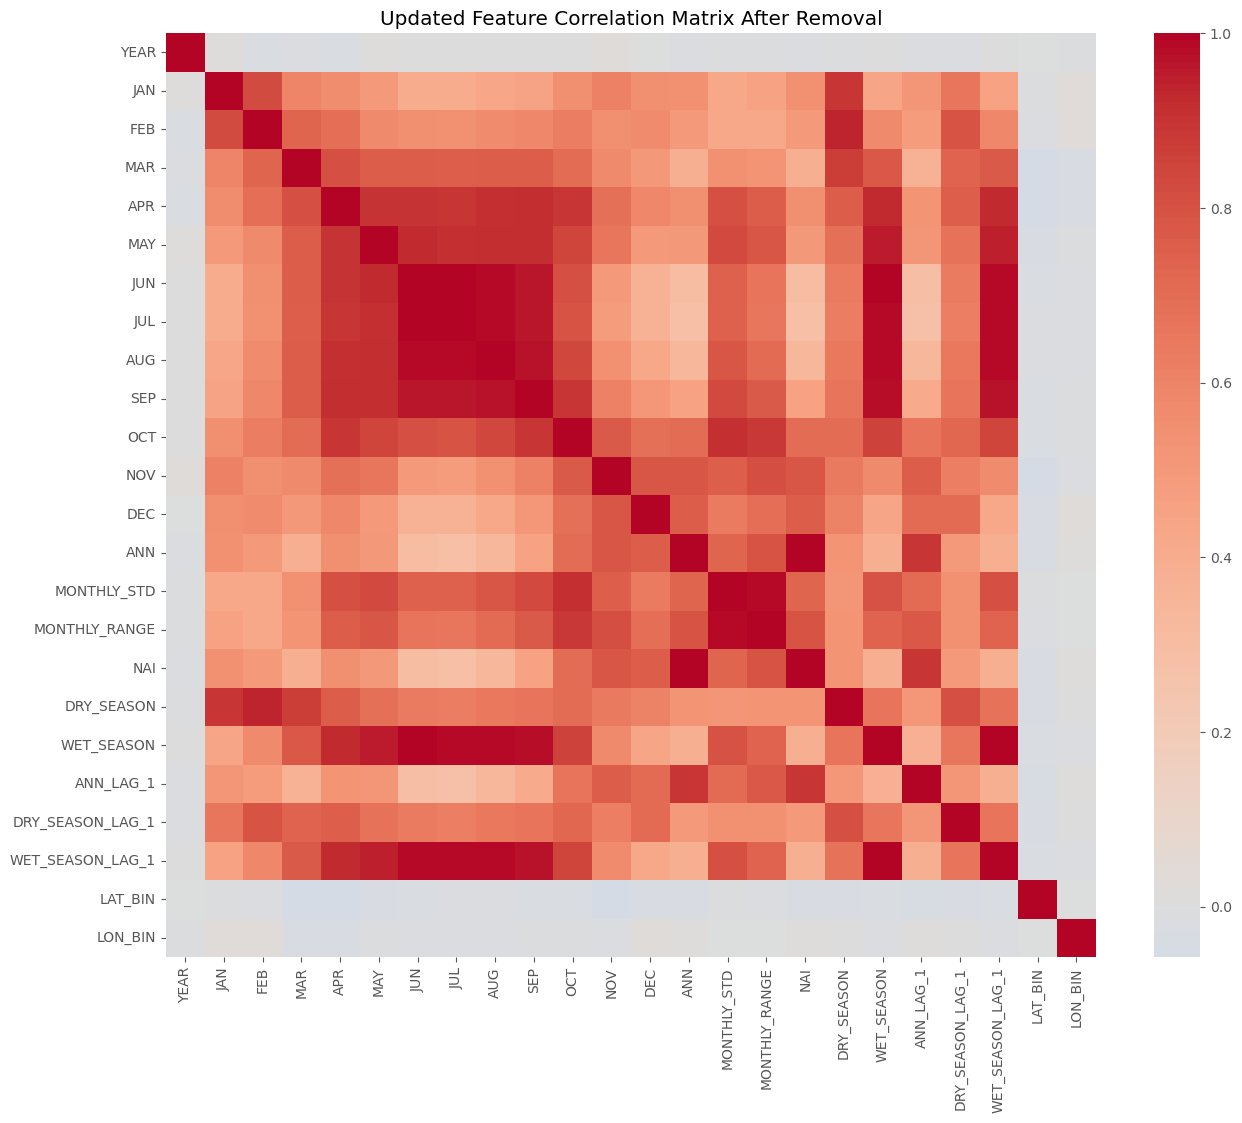 Updated Feature Correlation Matrix After Removal
YEAR
JAN
FEB
MAR
APR
MAY
JUN
JUL
AUG
SEP
OCT
NOV
DEC
ANN
MONTHLY_STD
MONTHLY_RANGE
NAI
DRY_SEASON
WET_SEASON
ANN_LAG_1
DRY_SEASON_LAG_1
WET_SEASON_LAG_1
LAT_BIN
LON_BIN
YEAR
JAN
FEB
MAR
APR
MAY
JUN
JUL
AUG
SEP
OCT
NOV
DEC
ANN
MONTHLY_STD
MONTHLY_RANGE
NAI
DRY_SEASON
WET_SEASON
ANN_LAG_1
DRY_SEASON_LAG_1
WET_SEASON_LAG_1
LAT_BIN
LON_BIN
1.0
0.8
0.6
0.4
0.2
0.0